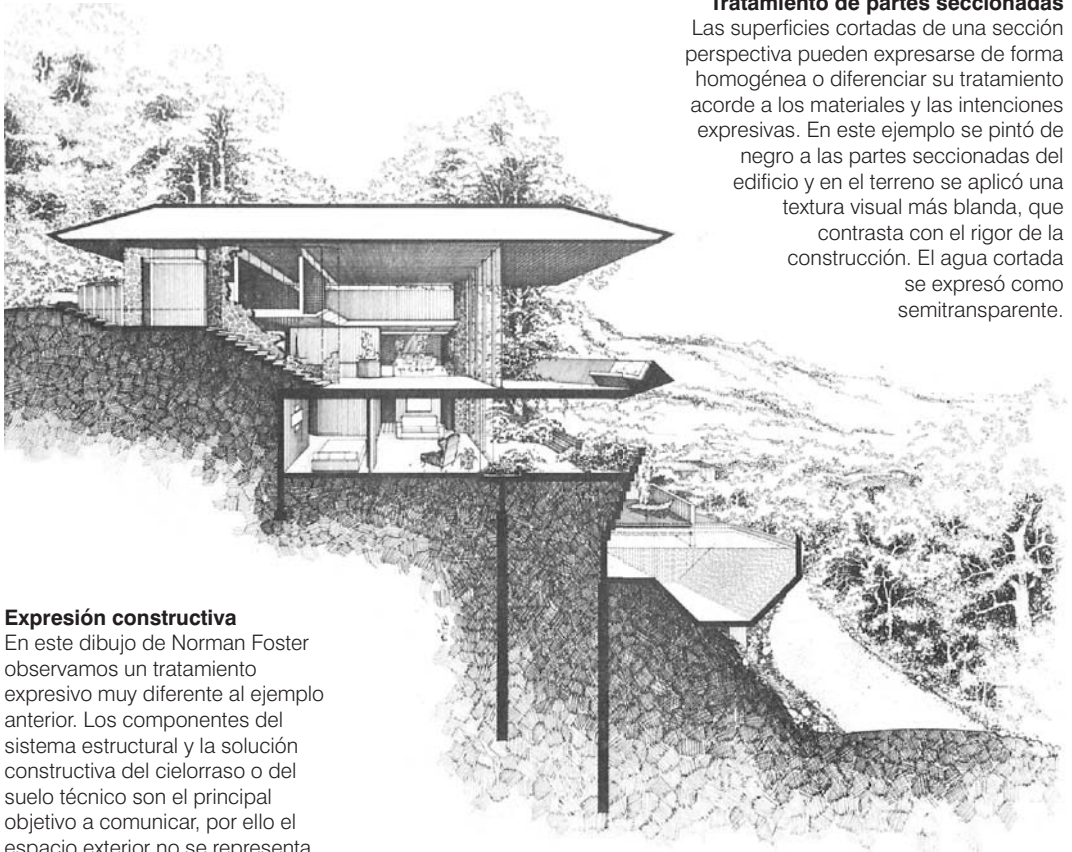 Tratamiento de partes seccionadas
Las superficies cortadas de una sección
perspectiva pueden expresarse de forma
homogénea o diferenciar su tratamiento
acorde a los materiales y las intenciones
expresivas. En este ejemplo se pintó de
negro a las partes seccionadas del
edificio y en el terreno se aplicó una
textura visual más blanda, que
contrasta con el rigor de la
construcción. El agua cortada
se expresó como
semitransparente.
Expresión constructiva
En este dibujo de Norman Foster
observamos un tratamiento
expresivo muy diferente al ejemplo
anterior. Los componentes del
sistema estructural y la solución
constructiva del cielorraso o del
suelo técnico son el principal
objetivo a comunicar, por ello el
espacio exterior no se representa